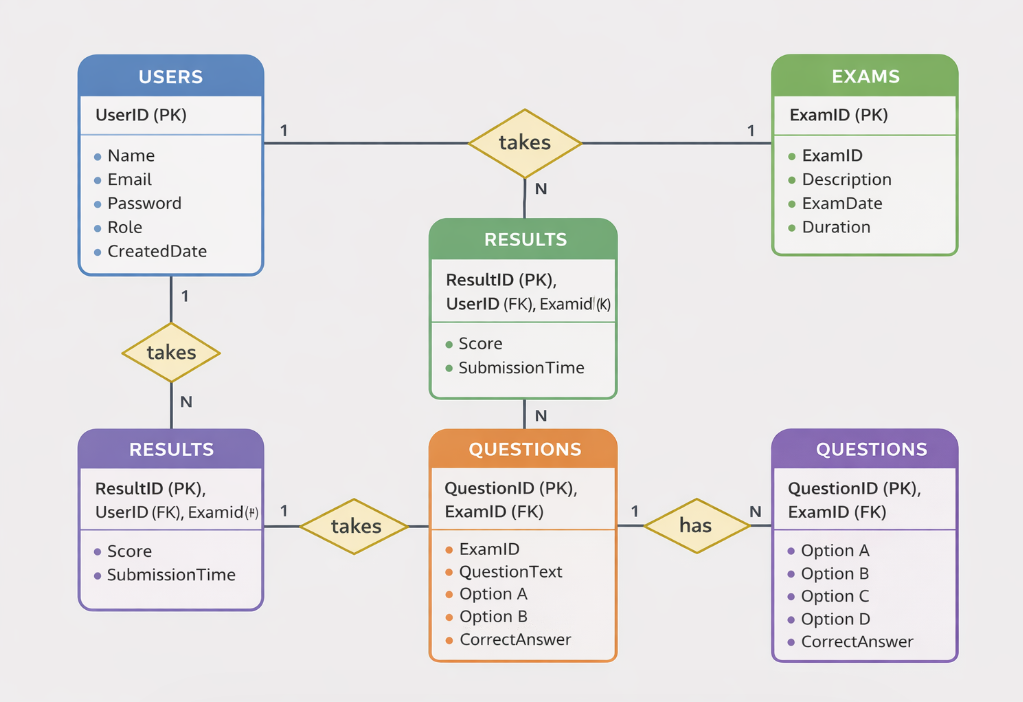 USERS
UserID (PK)
Name
Email
Password
Role
CreatedDate
1
takes
1
N
EXAMS
ExamID (PK)
ExamID
Description
ExamDate
Duration
RESULTS
ResultID (PK),
UserID (FK), Examid
Score
SubmissionTime
1
takes
N
N
RESULTS
ResultID (PK),
UserID (FK), Examid
Score
SubmissionTime
1
takes
QUESTIONS
QuestionID (PK),
ExamID (FK)
ExamID
QuestionText
Option A
Option B
CorrectAnswer
1
has
N
QUESTIONS
QuestionID (PK),
ExamID (FK)
Option A
Option B
Option C
Option D
CorrectAnswer